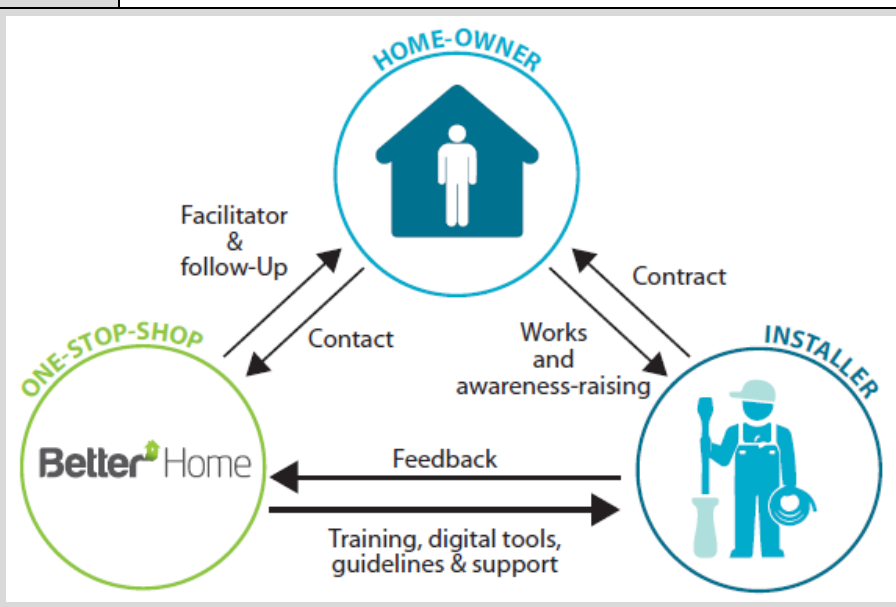 HOME-OWNER
Facilitator
&
follow-Up
Contract
Contact
Works
and
awareness-raising
ONE-STOP-SHOP
INSTALLER
Better Home
Feedback
Training, digital tools,
guidelines & support